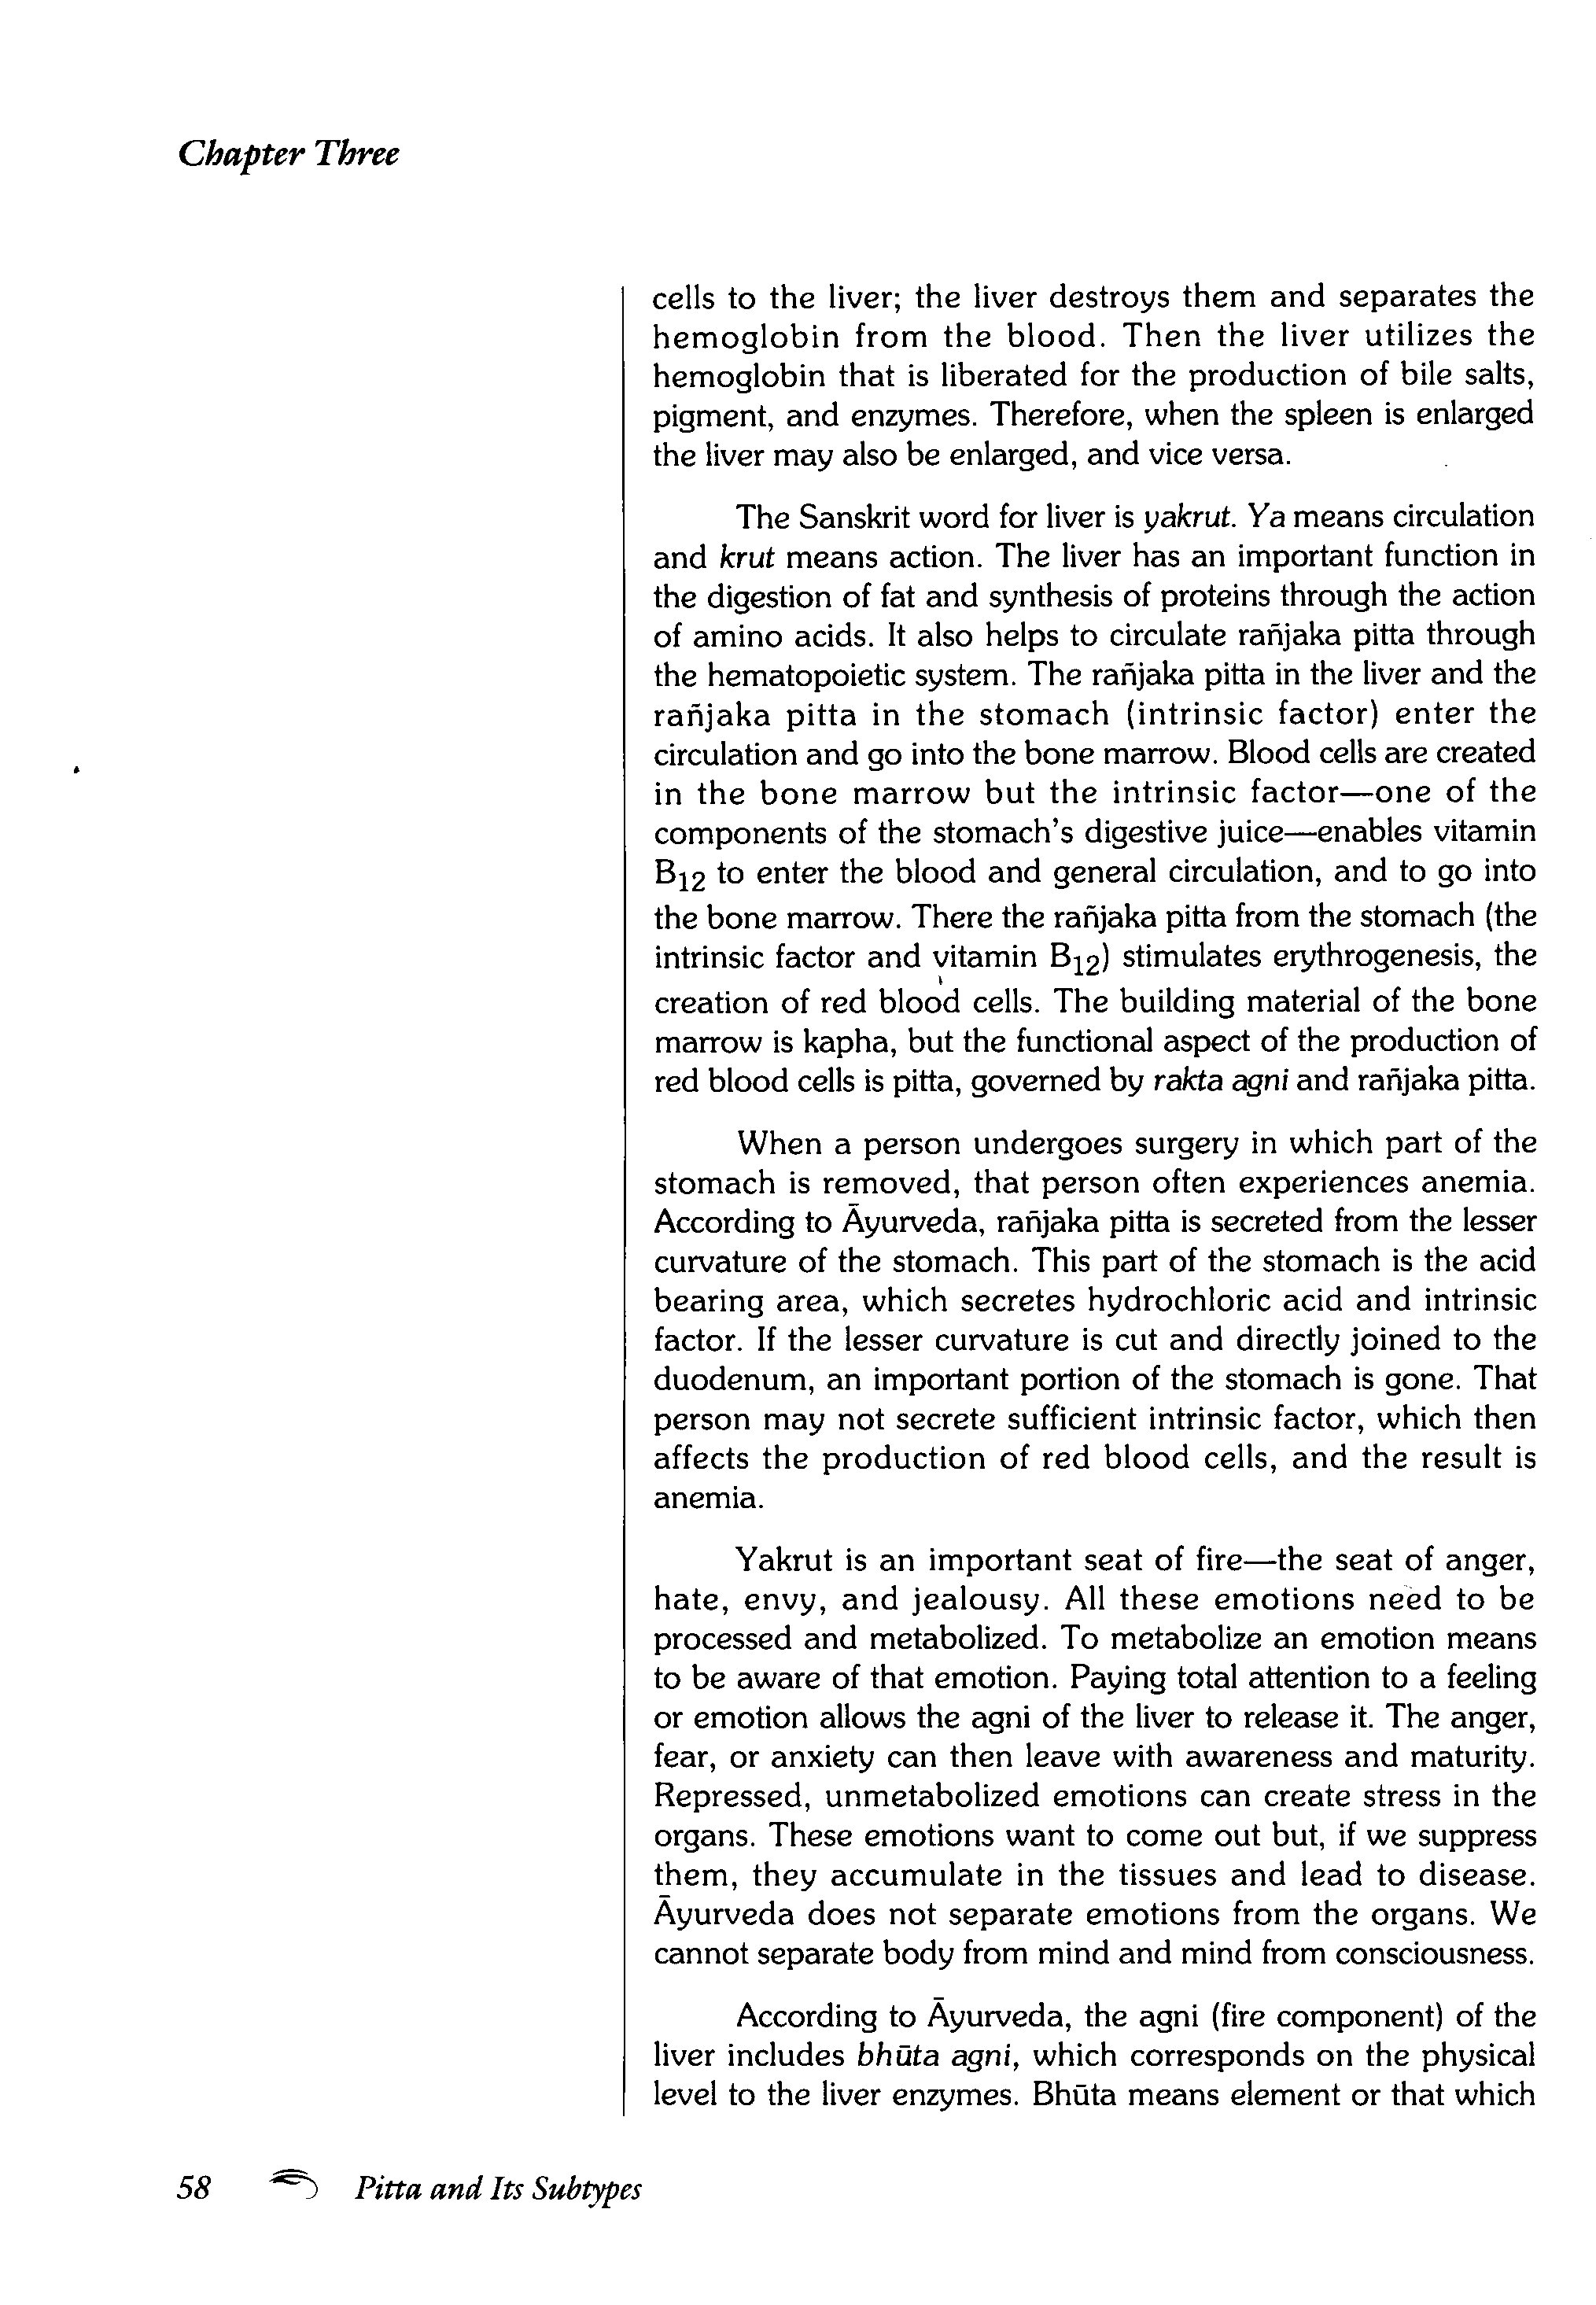 Chapter Three
cells to the liver; the liver destroys them and separates the
hemoglobin from the blood. Then the liver utilizes the
hemoglobin that is liberated for the production of bile salts,
pigment, and enzymes. Therefore, when the spleen is enlarged
the liver may also be enlarged, and vice versa.
The Sanskrit word for liver is yakrut. Ya means circulation
and krut means action. The liver has an important function in
the digestion of fat and synthesis of proteins through the action
of amino acids. It also helps to circulate rañjaka pitta through
the hematopoietic system. The rañjaka pitta in the liver and the
rañjaka pitta in the stomach (intrinsic factor) enter the
circulation and go into the bone marrow. Blood cells are created
in the bone marrow but the intrinsic factor—one of the
components of the stomach's digestive juice—enables vitamin
B12 to enter the blood and general circulation, and to go into
the bone marrow. There the rañjaka pitta from the stomach (the
intrinsic factor and vitamin B12) stimulates erythrogenesis, the
creation of red blood cells. The building material of the bone
marrow is kapha, but the functional aspect of the production of
red blood cells is pitta, governed by rakta agni and rañjaka pitta.
When a person undergoes surgery in which part of the
stomach is removed, that person often experiences anemia.
According to Āyurveda, rañjaka pitta is secreted from the lesser
curvature of the stomach. This part of the stomach is the acid
bearing area, which secretes hydrochloric acid and intrinsic
factor. If the lesser curvature is cut and directly joined to the
duodenum, an important portion of the stomach is gone. That
person may not secrete sufficient intrinsic factor, which then
affects the production of red blood cells, and the result is
anemia.
Yakrut is an important seat of fire—the seat of anger,
hate, envy, and jealousy. All these emotions need to be
processed and metabolized. To metabolize an emotion means
to be aware of that emotion. Paying total attention to a feeling
or emotion allows the agni of the liver to release it. The anger,
fear, or anxiety can then leave with awareness and maturity.
Repressed, unmetabolized emotions can create stress in the
organs. These emotions want to come out but, if we suppress
them, they accumulate in the tissues and lead to disease.
Āyurveda does not separate emotions from the organs. We
cannot separate body from mind and mind from consciousness.
According to Āyurveda, the agni (fire component) of the
liver includes bhūta agni, which corresponds on the physical
level to the liver enzymes. Bhūta means element or that which
58 Pitta and Its Subtypes